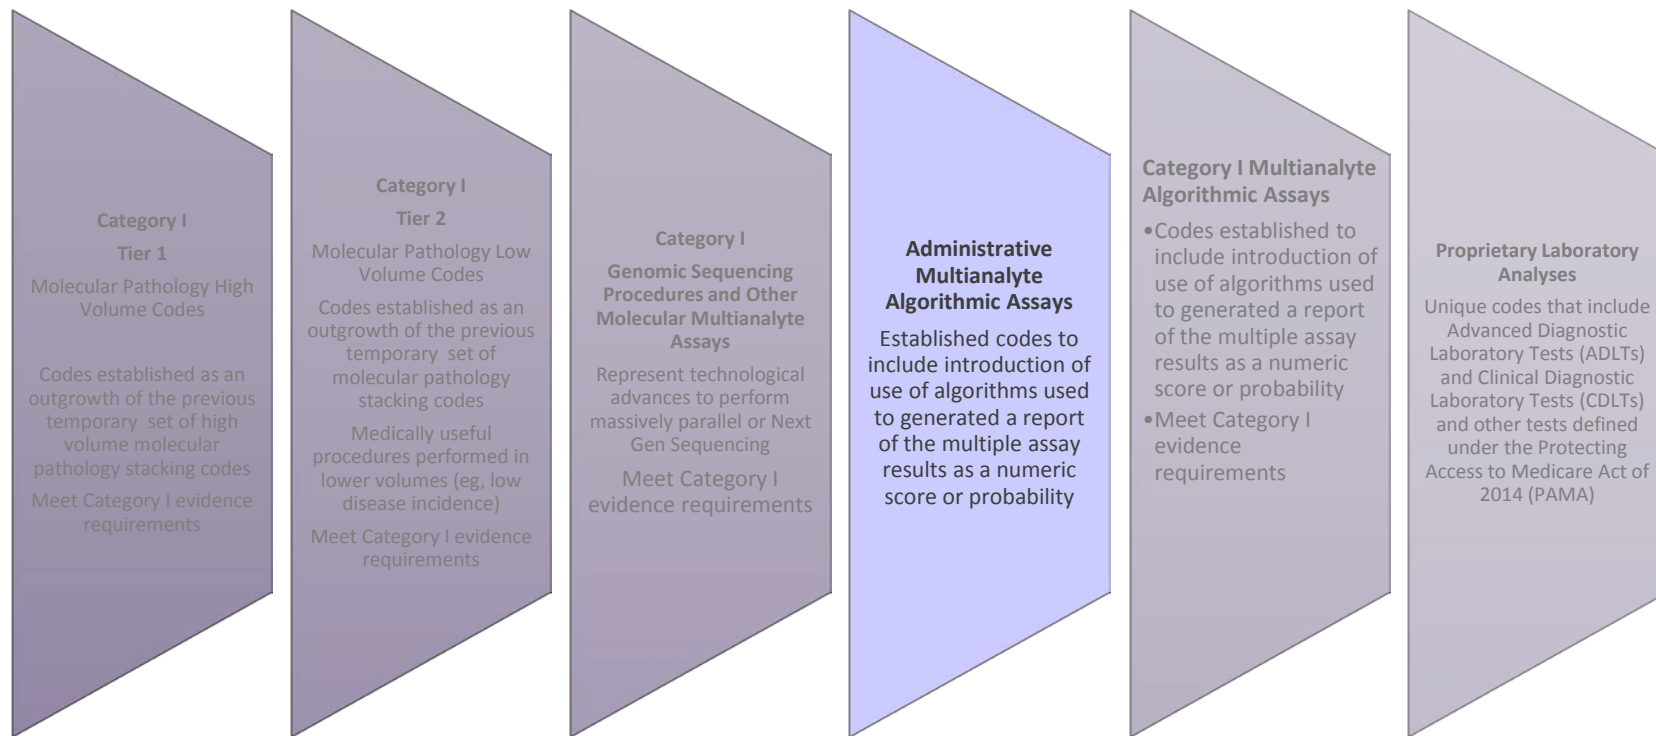 Category I
Tier 1
Molecular Pathology High
Volume Codes
Codes established as an
outgrowth of the previous
temporary set of high
volume molecular
pathology stacking codes
Meet Category I evidence
requirements
Category I
Tier 2
Molecular Pathology Low
Volume Codes
Codes established as an
outgrowth of the previous
temporary set of
molecular pathology
stacking codes
Medically useful
procedures performed in
lower volumes (eg, low
disease incidence)
Meet Category I evidence
requirements
Category I
Genomic Sequencing
Procedures and Other
Molecular Multianalyte
Assays
Represent technological
advances to perform
massively parallel or Next
Gen Sequencing
Meet Category I
evidence requirements
Administrative
Multianalyte
Algorithmic Assays
Established codes to
include introduction of
use of algorithms used
to generated a report
of the multiple assay
results as a numeric
score or probability
Category I Multianalyte
Algorithmic Assays
•Codes established to
include introduction of
use of algorithms used
to generated a report
of the multiple assay
results as a numeric
score or probability
•Meet Category I
evidence
requirements
Proprietary Laboratory
Analyses
Unique codes that include
Advanced Diagnostic
Laboratory Tests (ADLTs)
and Clinical Diagnostic
Laboratory Tests (CDLTs)
and other tests defined
under the Protecting
Access to Medicare Act of
2014 (PAMA)